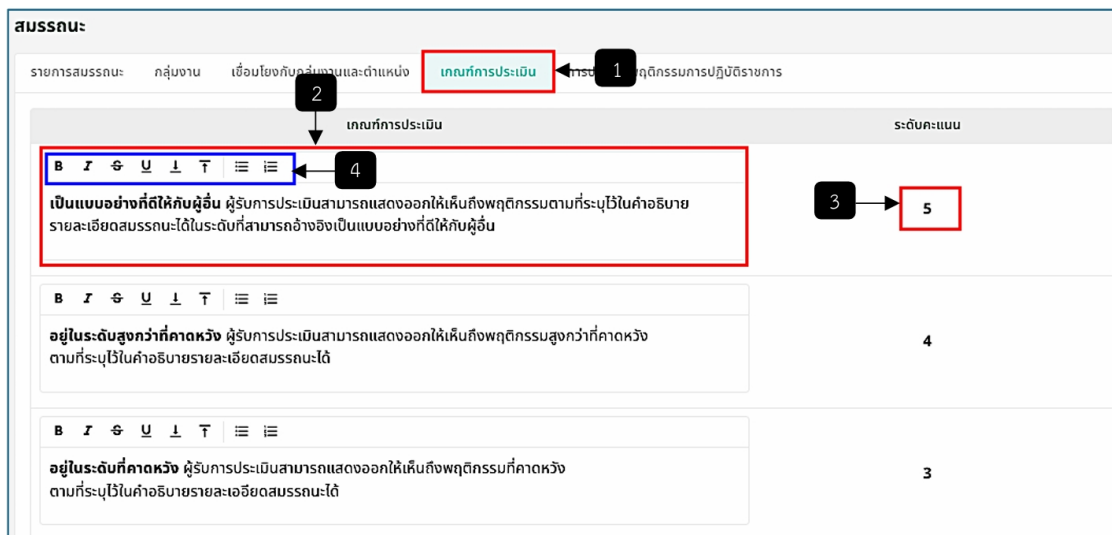 สมรรถนะ
รายการสมรรถนะ กลุ่มงาน เชื่อมโยงกับกลุ่มงานและตำแหน่ง เกณฑ์การประเมิน 1 พฤติกรรมการปฏิบัติราชการ
2
เกณฑ์การประเมิน ระดับคะแนน
B I S U 4
เป็นแบบอย่างที่ดีให้กับผู้อื่น ผู้รับการประเมินสามารถแสดงออกให้เห็นถึงพฤติกรรมตามที่ระบุไว้ในคำอธิบาย
รายละเอียดสมรรถนะได้ในระดับที่สามารถอ้างอิงเป็นแบบอย่างที่ดีให้กับผู้อื่น
3 5
B I S U
อยู่ในระดับสูงกว่าที่คาดหวัง ผู้รับการประเมินสามารถแสดงออกให้เห็นถึงพฤติกรรมสูงกว่าที่คาดหวัง
ตามที่ระบุไว้ในคำอธิบายรายละเอียดสมรรถนะได้
4
B I S U
อยู่ในระดับที่คาดหวัง ผู้รับการประเมินสามารถแสดงออกให้เห็นถึงพฤติกรรมที่คาดหวัง
ตามที่ระบุไว้ในคำอธิบายรายละเออียดสมรรถนะได้
3